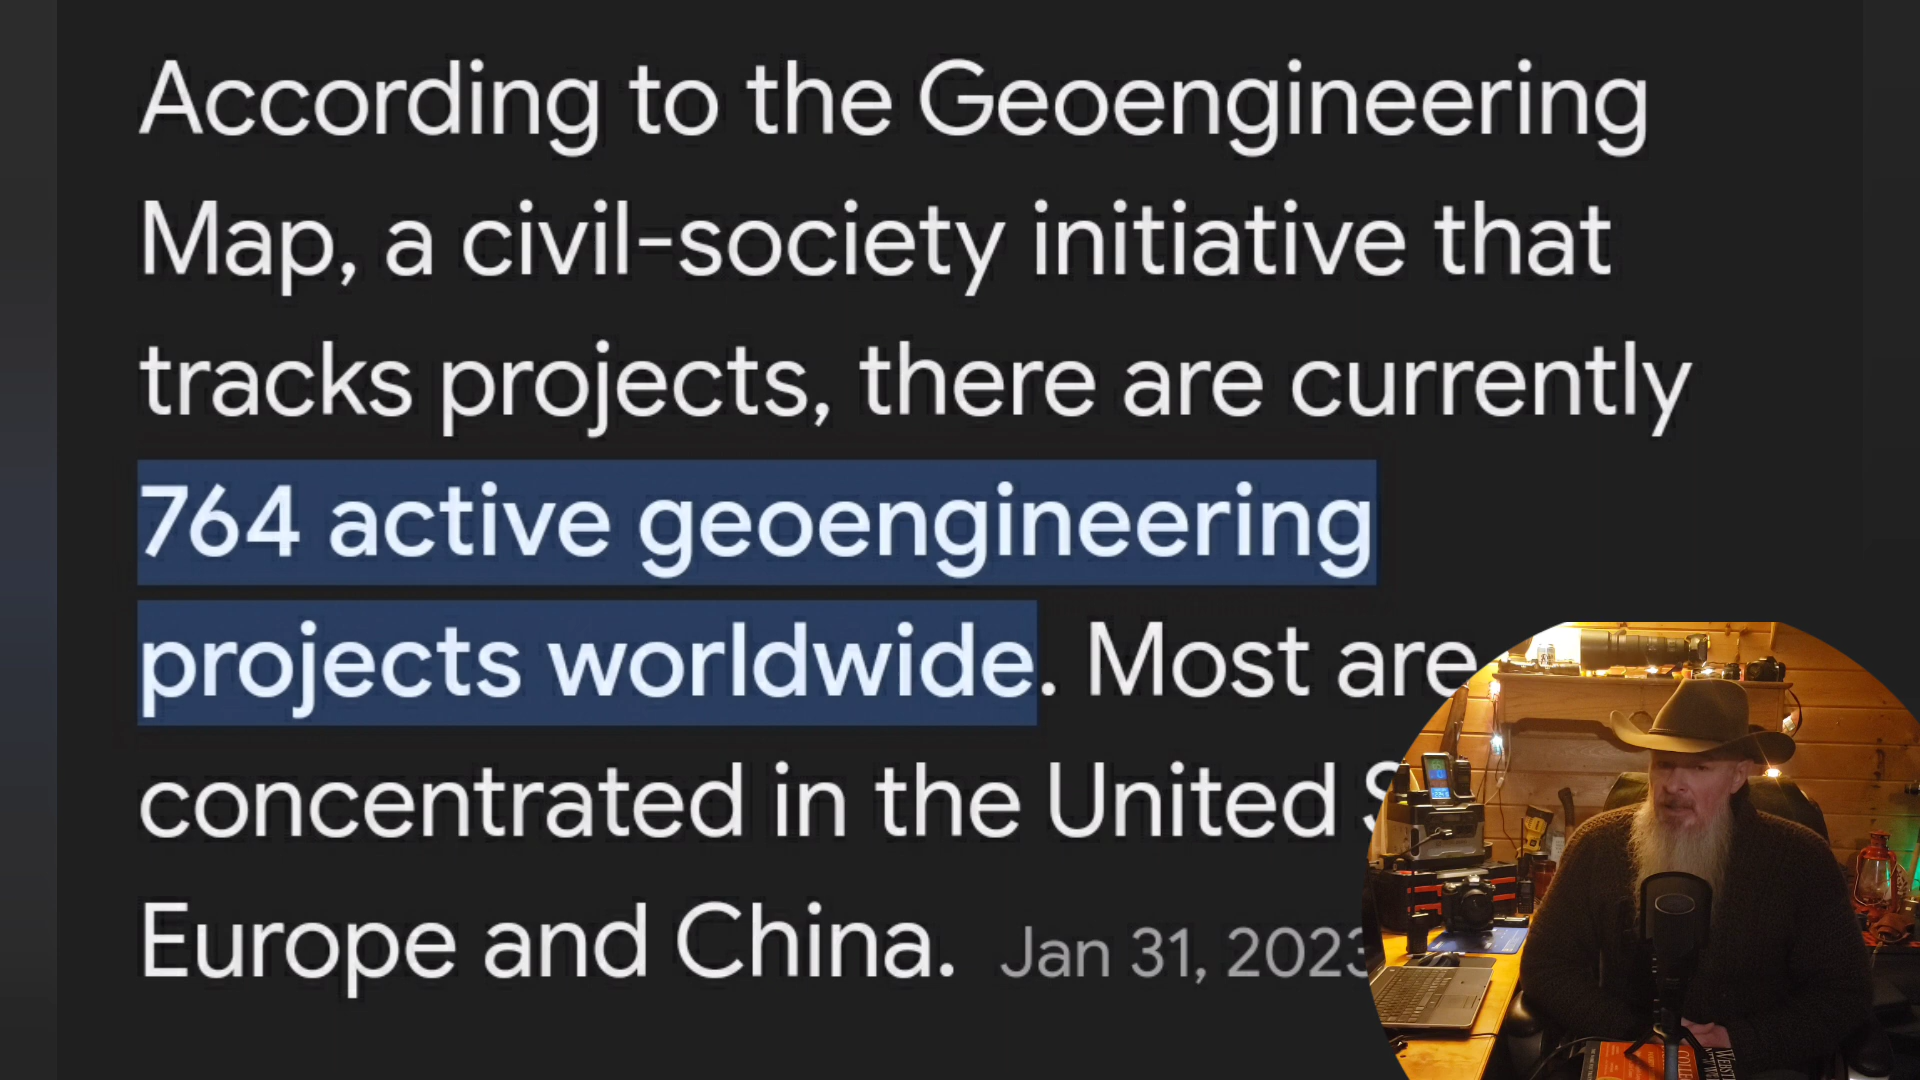 According to the Geoengineering
Map, a civil-society initiative that
tracks projects, there are currently
764 active geoengineering
projects worldwide. Most are
concentrated in the United
Europe and China. Jan 31, 2023